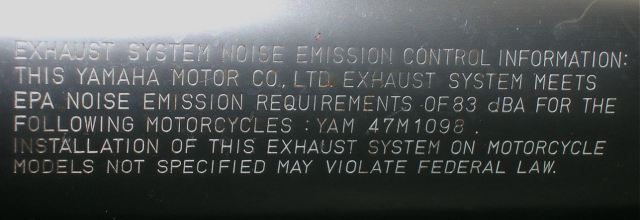 EXHAUST SYSTEM NOISE EMISSION CONTROL INFORMATION:
THIS YAMAHA MOTOR CO., LTD. EXHAUST SYSTEM MEETS
EPA NOISE EMISSION REQUIREMENTS OF 83 dBA FOR THE
FOLLOWING MOTORCYCLES : YAM 47M1098 .
INSTALLATION OF THIS EXHAUST SYSTEM ON MOTORCYCLE
MODELS NOT SPECIFIED MAY VIOLATE FEDERAL LAW.